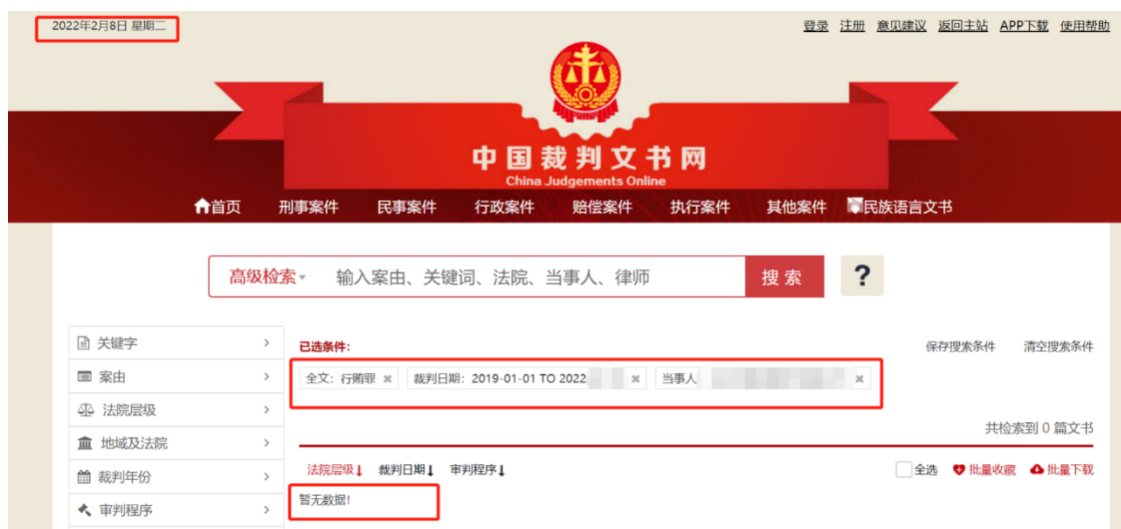 2022年2月8日 星期二
登录 注册 意见建议 返回主站 APP下载 使用帮助
中国裁判文书网
China Judgements Online
首页 刑事案件 民事案件 行政案件 赔偿案件 执行案件 其他案件 民族语言文书
高级检索 输入案由、关键词、法院、当事人、律师 搜索 ?
关键字
已选条件: 保存搜索条件 清空搜索条件
案由
全文: 行贿罪 × 裁判日期: 2019-01-01 TO 2022 × 当事人 ×
法院层级
共检索到 0 篇文书
地域及法院
法院层级 裁判日期 审判程序 全选 批量收藏 批量下载
裁判年份
暂无数据!
审判程序